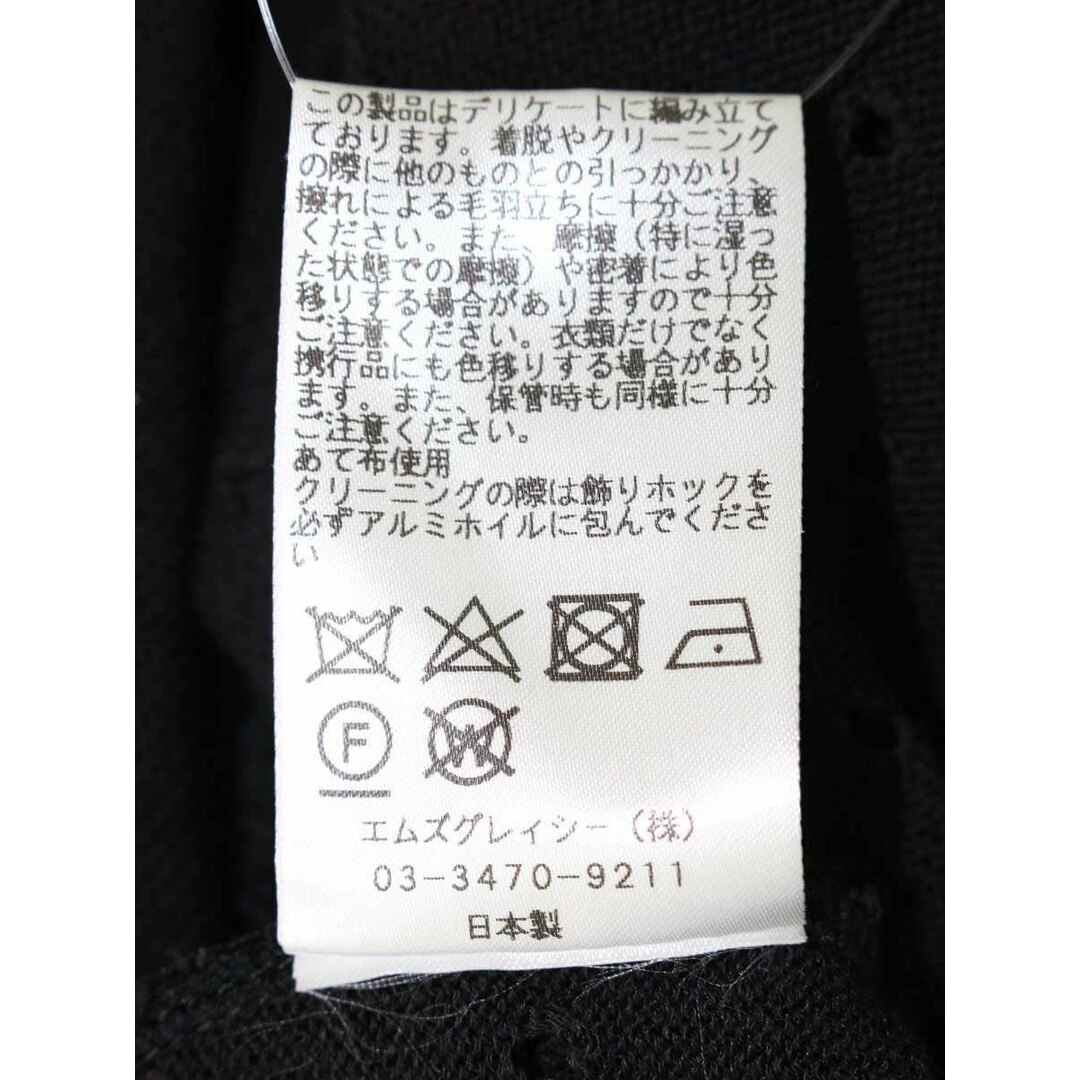 この製品はデリケートに編み立て
ております。着脱やクリーニング
の際に他のものとの引っかかり、
擦れによる毛羽立ちに十分ご注意
ください。また、摩擦(特に湿っ
た状態での摩擦)や密着により色
移りする場合がありますので十分
ご注意ください。衣類だけでなく
携行品にも色移りする場合があり
ます。また、保管時も同様に十分
ご注意ください。
あて布使用
クリーニングの際は飾りホックを
必ずアルミホイルに包んでくださ
い
F
W
エムズグレイシー(株)
03-3470-9211
日本製